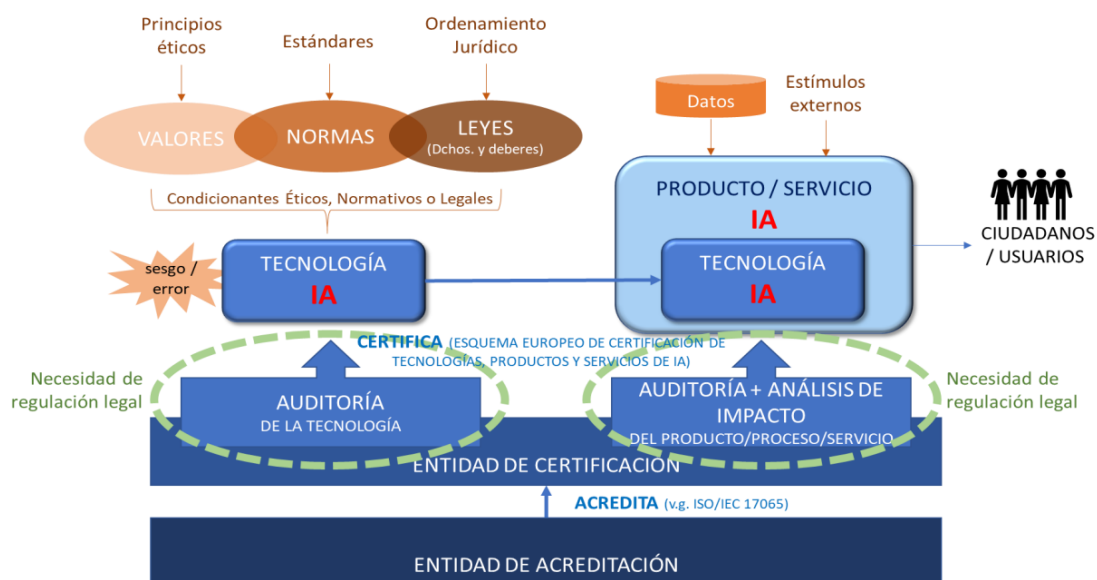 Principios
éticos
Estándares
Ordenamiento
Jurídico
VALORES
NORMAS
LEYES
(Dchos. y deberes)
Condicionantes Éticos, Normativos o Legales
Datos
Estímulos
externos
PRODUCTO / SERVICIO
IA
sesgo /
error
TECNOLOGÍA
IA
TECNOLOGÍA
IA
CIUDADANOS
/ USUARIOS
CERTIFICA (ESQUEMA EUROPEO DE CERTIFICACIÓN DE
TECNOLOGÍAS, PRODUCTOS Y SERVICIOS DE IA)
Necesidad de
regulación legal
AUDITORÍA
DE LA TECNOLOGÍA
AUDITORÍA + ANÁLISIS DE
IMPACTO
DEL PRODUCTO/PROCESO/SERVICIO
Necesidad de
regulación legal
ENTIDAD DE CERTIFICACIÓN
ACREDITA (v.g. ISO/IEC 17065)
ENTIDAD DE ACREDITACIÓN